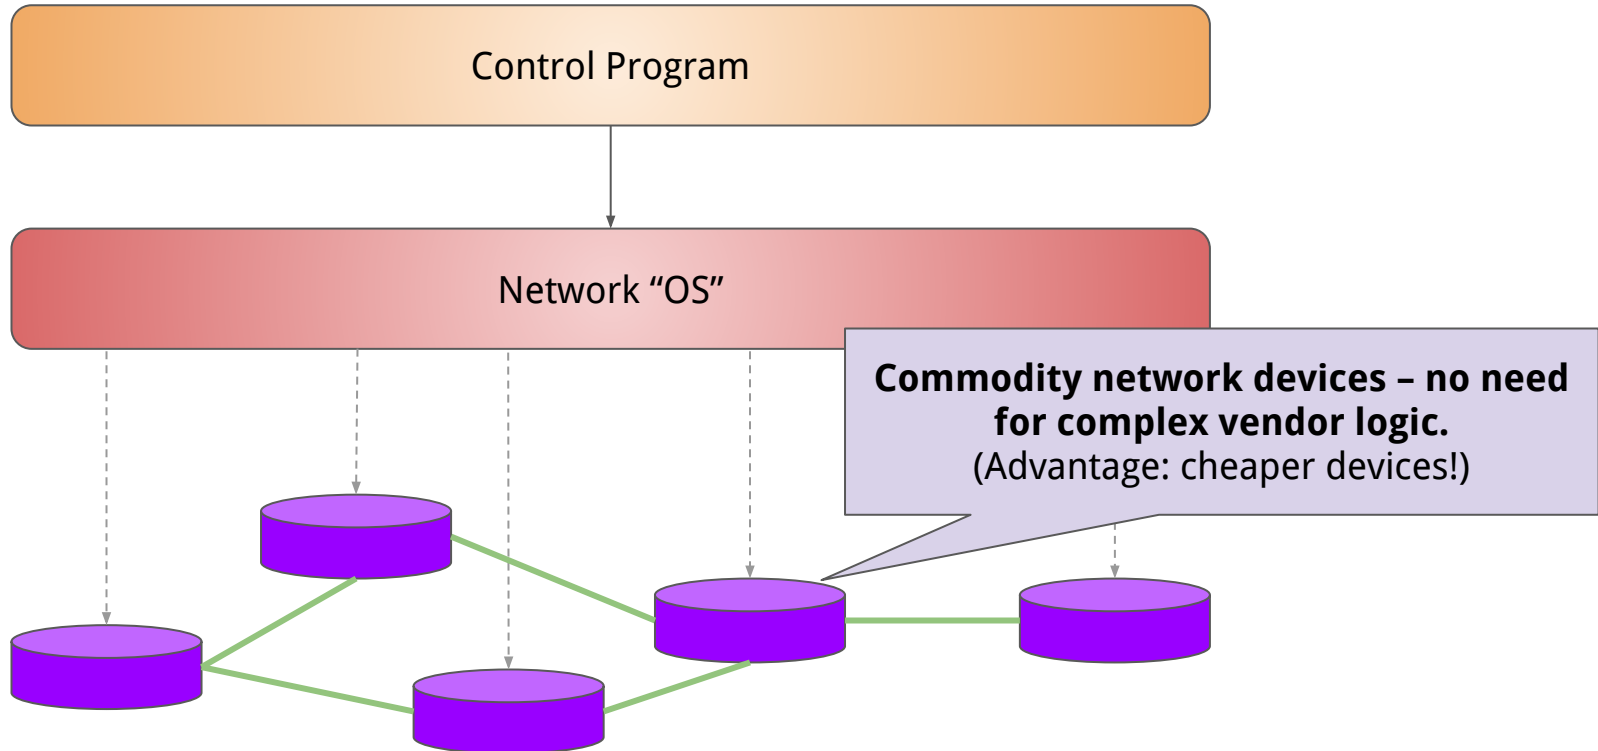 Control Program
Network “OS”
Commodity network devices – no need
for complex vendor logic.
(Advantage: cheaper devices!)